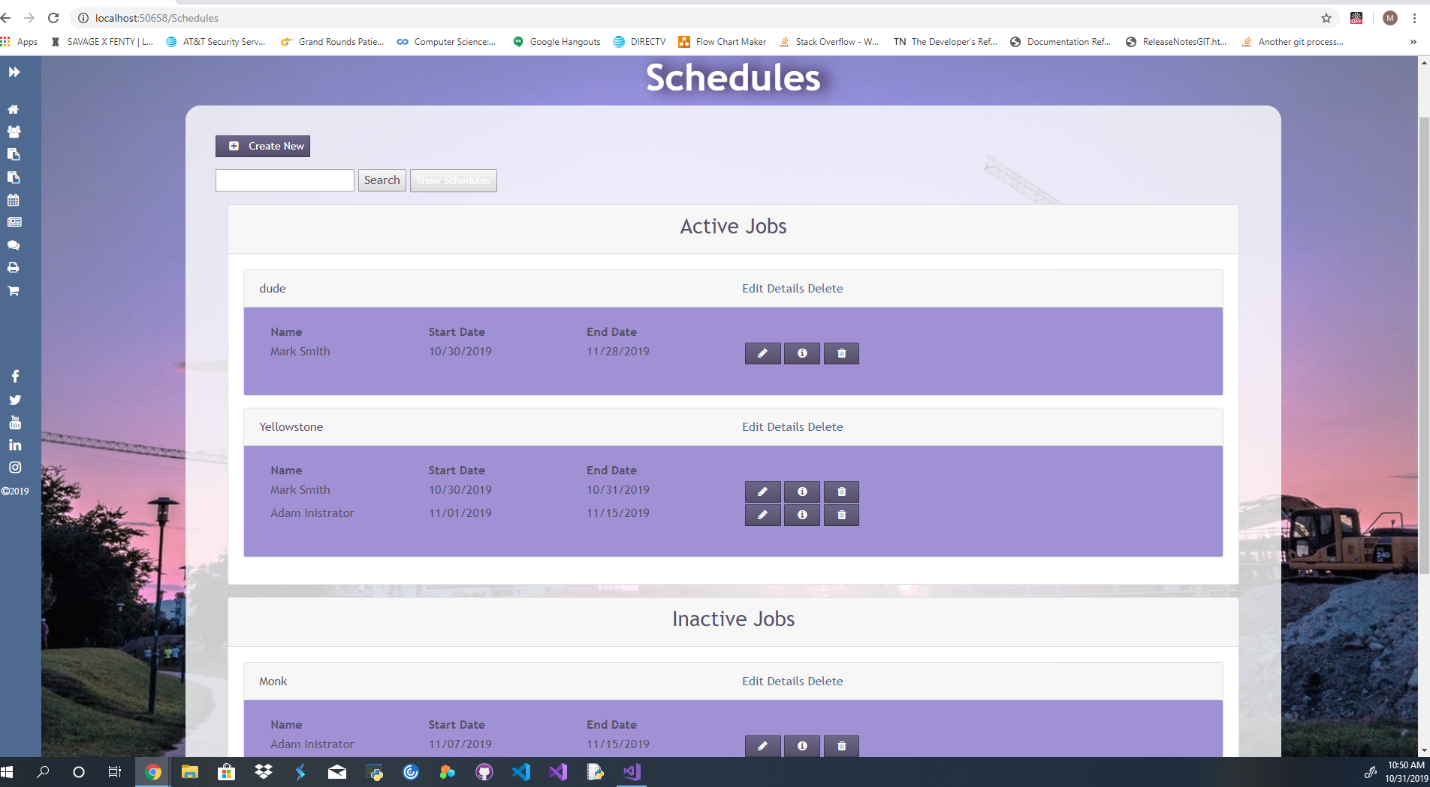 localhost:50658/Schedules
M
Apps SAVAGE X FENTY | L... AT&T Security Serv... Grand Rounds Patie... Computer Science:... Google Hangouts DIRECTV Flow Chart Maker Stack Overflow - W... TN The Developer's Ref... Documentation Ref... ReleaseNotesGIT.ht... Another git process... »
Schedules
Create New
Search Show Schedules
Active Jobs
dude Edit Details Delete
Name Start Date End Date
Mark Smith 10/30/2019 11/28/2019
Yellowstone Edit Details Delete
Name Start Date End Date
Mark Smith 10/30/2019 10/31/2019
Adam Inistrator 11/01/2019 11/15/2019
©2019
240
Inactive Jobs
Monk Edit Details Delete
Name Start Date End Date
Adam Inistrator 11/07/2019 11/15/2019
10:50 AM
10/31/2019